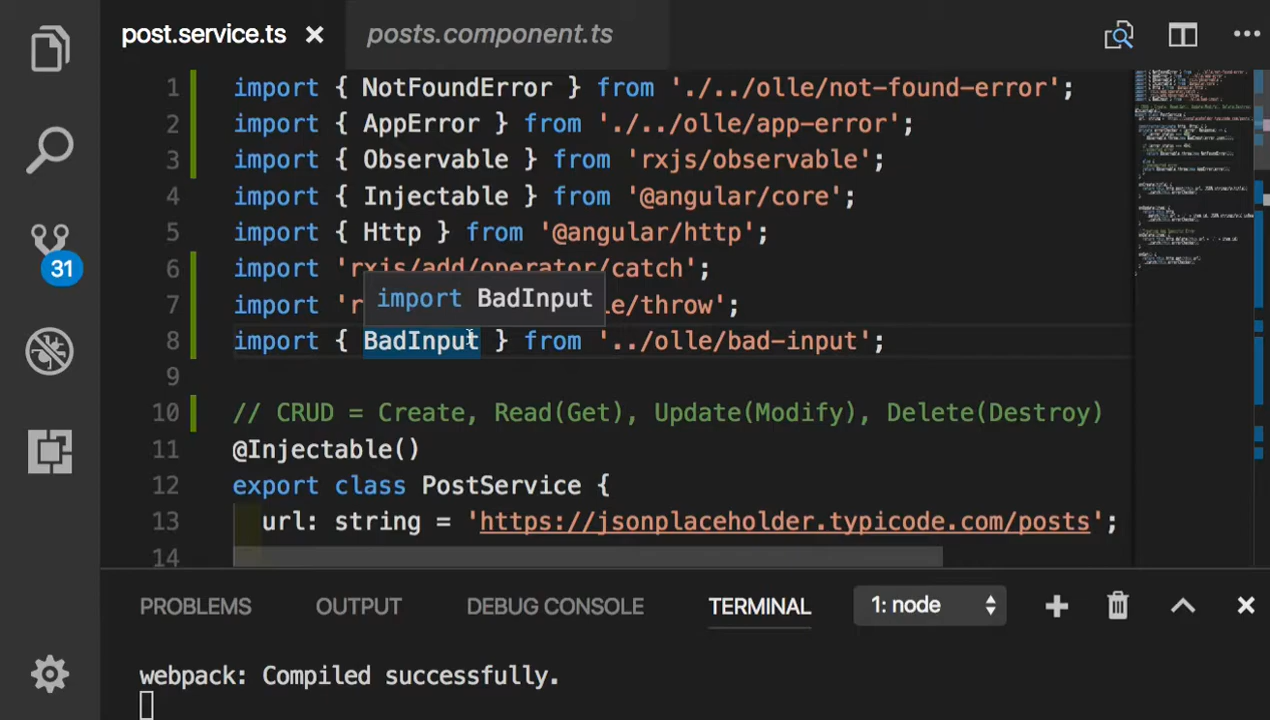 post.service.ts × posts.component.ts
1 import { NotFoundError } from './../olle/not-found-error';
2 import { AppError } from './../olle/app-error';
3 import { Observable } from 'rxjs/observable';
4 import { Injectable } from '@angular/core';
5 import { Http } from '@angular/http';
6 import 'rxjs/add/operator/catch';
import BadInput
7 import 'r e/throw';
8 import { BadInput } from '../olle/bad-input';
9
10 // CRUD = Create, Read(Get), Update(Modify), Delete(Destroy)
11 @Injectable()
12 export class PostService {
13 url: string = 'https://jsonplaceholder.typicode.com/posts';
14
31
PROBLEMS OUTPUT DEBUG CONSOLE TERMINAL 1: node
webpack: Compiled successfully.